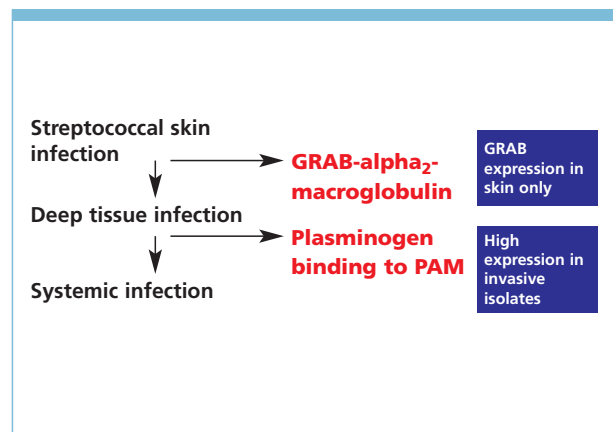 Streptococcal skin
infection
GRAB-alpha₂-
macroglobulin
GRAB
expression in
skin only
Deep tissue infection
Plasminogen
binding to PAM
High
expression in
invasive
isolates
Systemic infection